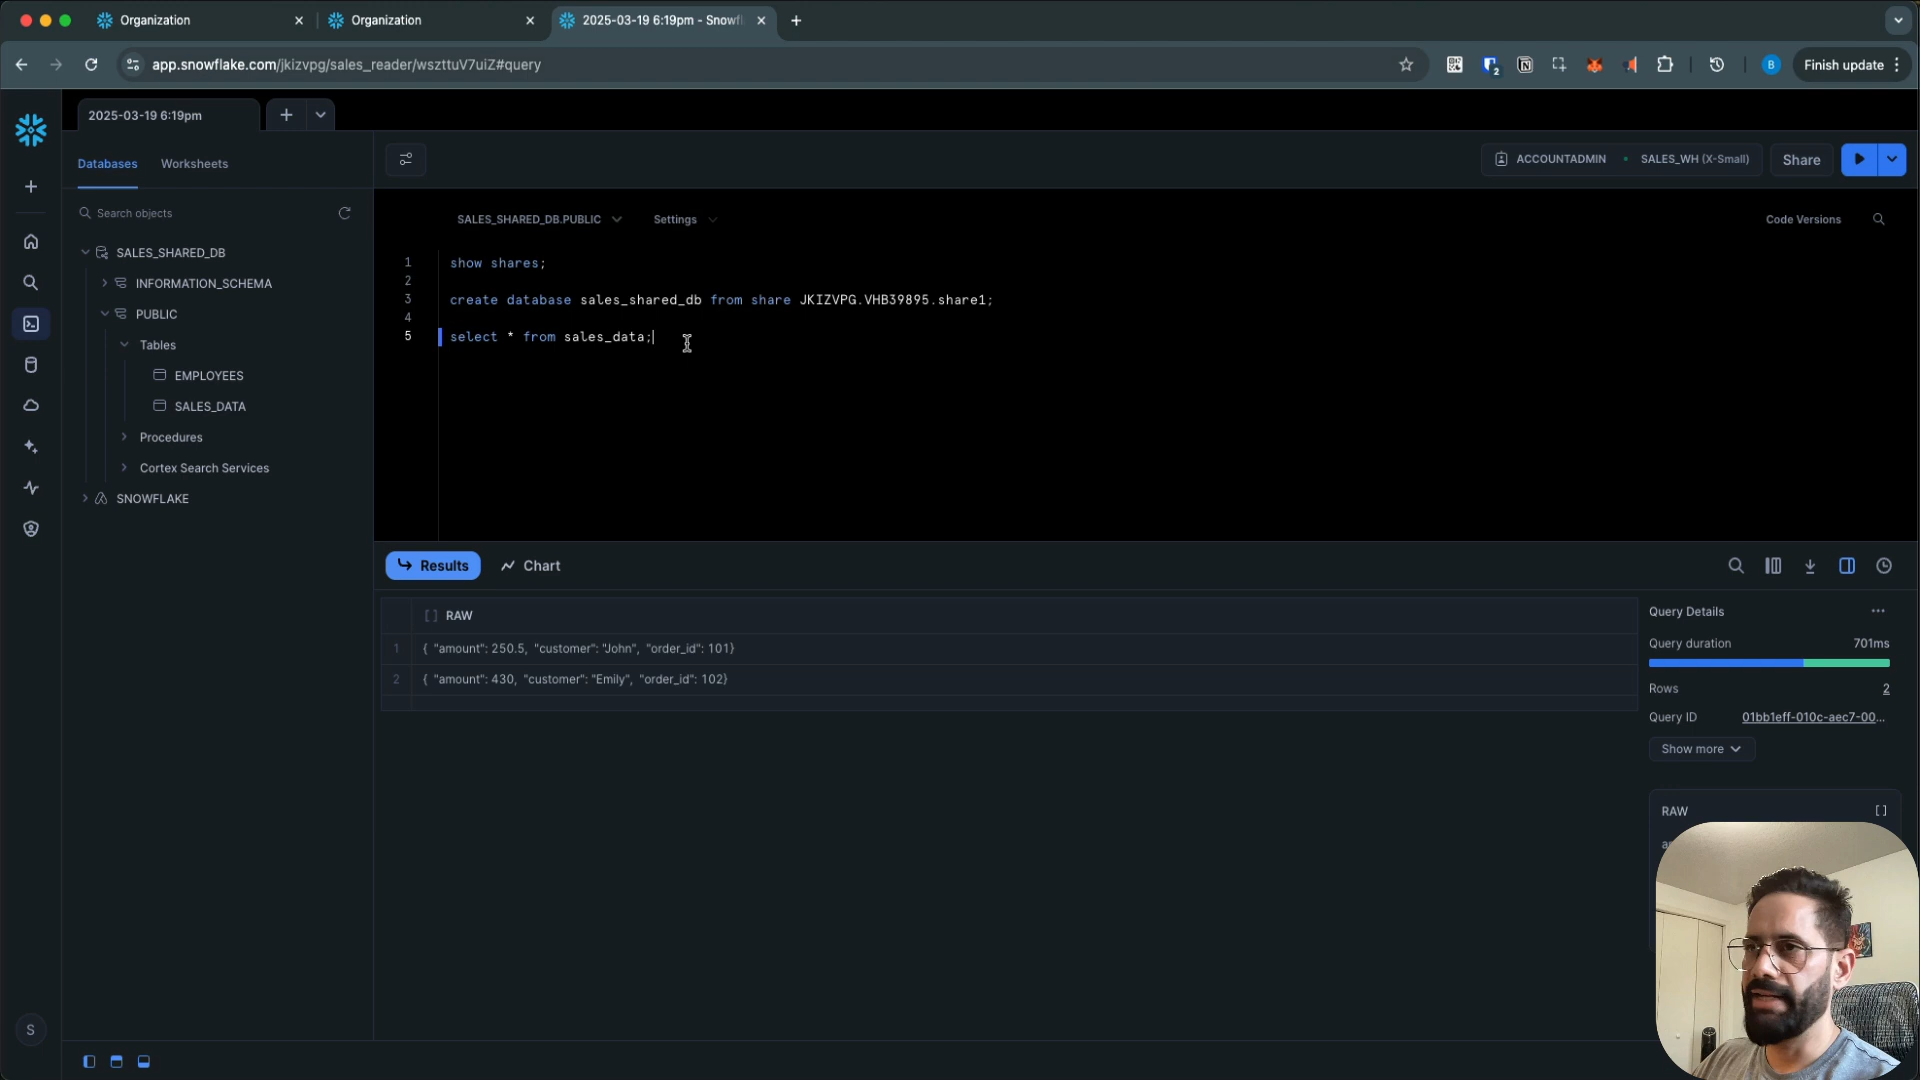 Organization
Organization
2025-03-19 6:19pm - Snowfl
app.snowflake.com/jkizvpg/sales_reader/wszttuV7uiZ#query
2
B
Finish update
2025-03-19 6:19pm
Databases
Worksheets
ACCOUNTADMIN
SALES_WH (X-Small)
Share
Search objects
SALES_SHARED_DB.PUBLIC
Settings
Code Versions
SALES_SHARED_DB
INFORMATION_SCHEMA
PUBLIC
Tables
EMPLOYEES
SALES_DATA
Procedures
Cortex Search Services
SNOWFLAKE
1 show shares;
2
3 create database sales_shared_db from share JKIZVPG.VHB39895.share1;
4
5 select * from sales_data;
Results
Chart
[ ] RAW
1 { "amount": 250.5, "customer": "John", "order_id": 101}
2 { "amount": 430, "customer": "Emily", "order_id": 102}
Query Details
Query duration 701ms
Rows 2
Query ID 01bb1eff-010c-aec7-00...
Show more
RAW [ ]
S